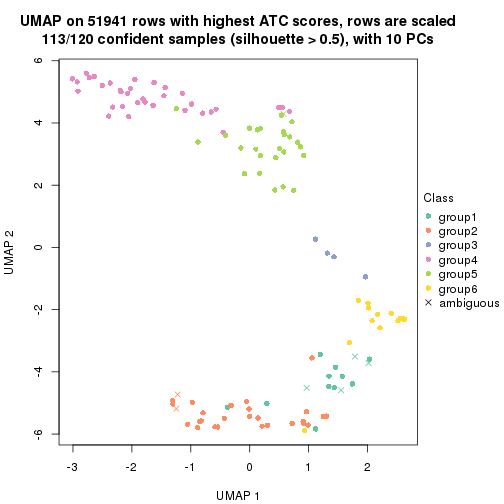 UMAP on 51941 rows with highest ATC scores, rows are scaled
113/120 confident samples (silhouette > 0.5), with 10 PCs
6
4
2
0
-2
-4
-6
UMAP 2
-3
-2
-1
0
1
2
UMAP 1
Class
group1
group2
group3
group4
group5
group6
ambiguous